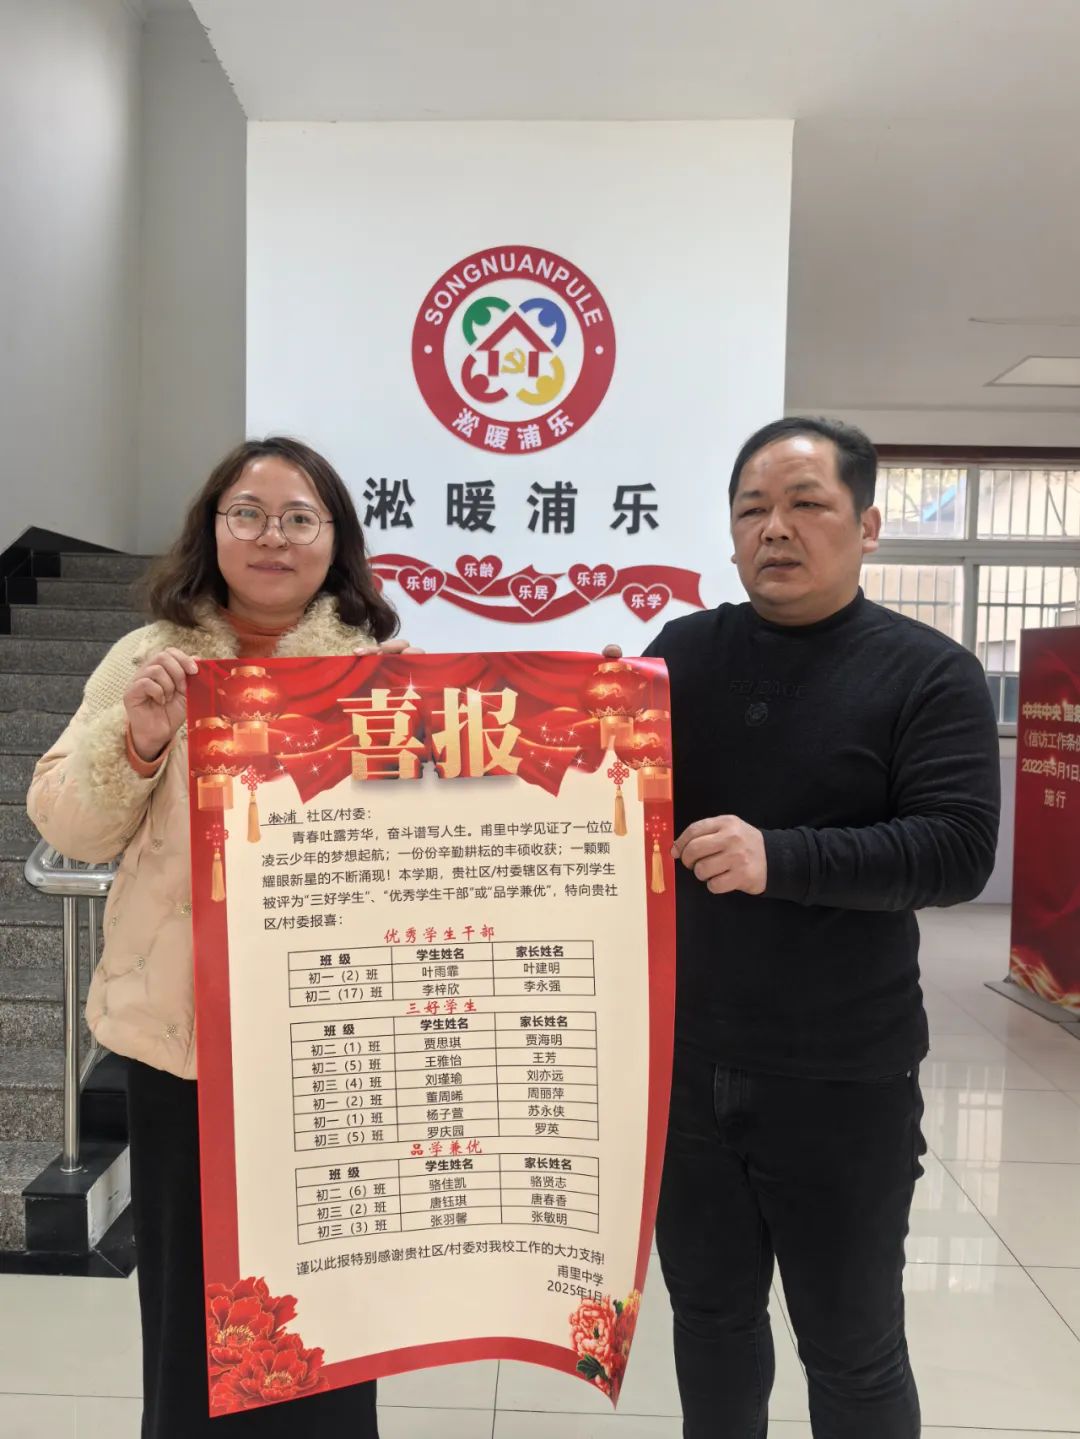 SONGNUANPULE
淞暖浦乐
淞暖浦乐
乐创
乐龄
乐居
乐活
乐学
FENDACE
中共中央 国务
《信访工作条例
2022年5月1日
施行
喜报
淞浦 社区/村委：
青春吐露芳华，奋斗谱写人生。甫里中学见证了一位位
凌云少年的梦想起航；一份份辛勤耕耘的丰硕收获；一颗颗
耀眼新星的不断涌现！本学期，贵社区/村委辖区有下列学生
被评为“三好学生”、“优秀学生干部”或“品学兼优”，特向贵社
区/村委报喜：
优秀学生干部
班 级 学生姓名 家长姓名
初一（2）班 叶雨霏 叶建明
初二（17）班 李梓欣 李永强
三好学生
班 级 学生姓名 家长姓名
初二（1）班 贾思琪 贾海明
初二（5）班 王雅怡 王芳
初三（4）班 刘瑾瑜 刘亦远
初一（2）班 董周晞 周丽萍
初一（1）班 杨子萱 苏永侠
初三（5）班 罗庆园 罗英
品学兼优
班 级 学生姓名 家长姓名
初二（6）班 骆佳凯 骆贤志
初三（2）班 唐钰琪 唐春香
初三（3）班 张羽馨 张敏明
谨以此报特别感谢贵社区/村委对我校工作的大力支持！
甫里中学
2025年1月